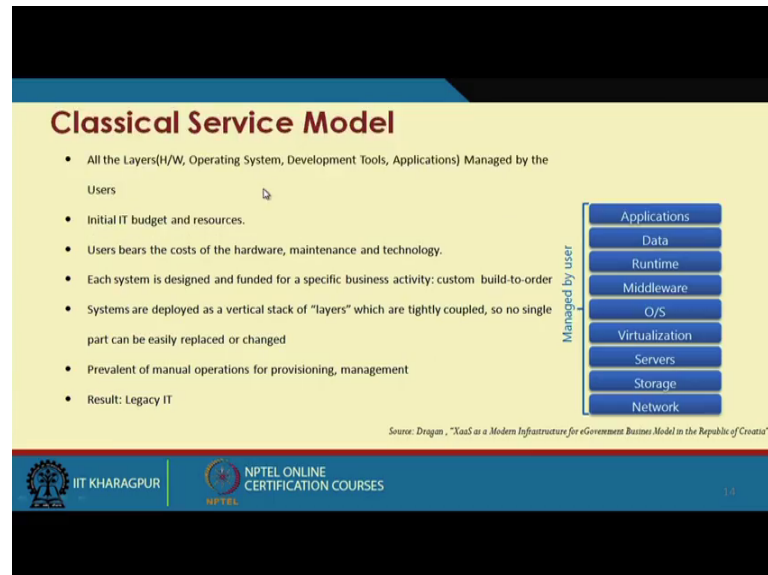 Classical Service Model
All the Layers(H/W, Operating System, Development Tools, Applications) Managed by the
Users
Initial IT budget and resources.
Users bears the costs of the hardware, maintenance and technology.
Each system is designed and funded for a specific business activity: custom build-to-order
Systems are deployed as a vertical stack of "layers" which are tightly coupled, so no single
part can be easily replaced or changed
Prevalent of manual operations for provisioning, management
Result: Legacy IT
Managed by user
Applications
Data
Runtime
Middleware
O/S
Virtualization
Servers
Storage
Network
Source: Dragan , "XaaS as a Modern Infrastructure for eGoverement Busines Model in the Republic of Croatia"
IIT KHARAGPUR
NPTEL
NPTEL ONLINE
CERTIFICATION COURSES
14